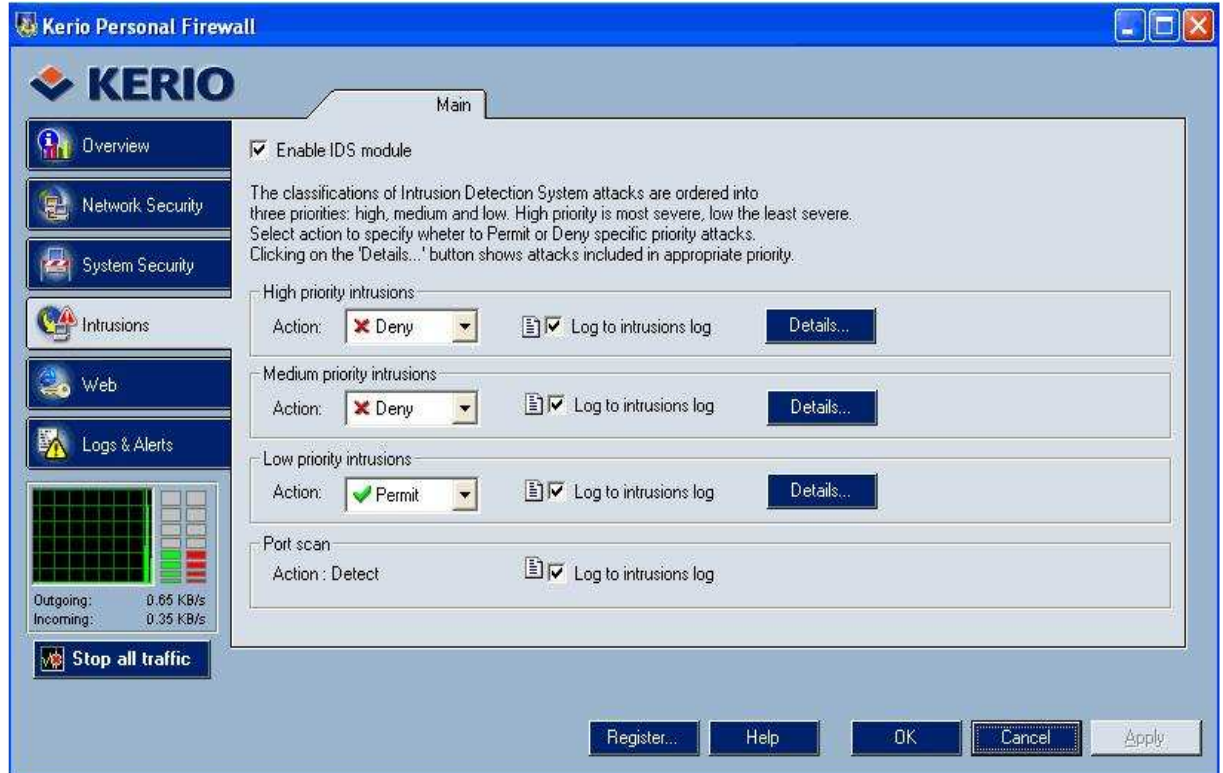 Kerio Personal Firewall
KERIO
Main
Overview
Network Security
System Security
Intrusions
Web
Logs & Alerts
Outgoing: 0.65 KB/s
Incoming: 0.35 KB/s
Stop all traffic
Enable IDS module
The classifications of Intrusion Detection System attacks are ordered into
three priorities: high, medium and low. High priority is most severe, low the least severe.
Select action to specify wheter to Permit or Deny specific priority attacks.
Clicking on the 'Details...' button shows attacks included in appropriate priority.
High priority intrusions
Action: Deny Log to intrusions log Details...
Medium priority intrusions
Action: Deny Log to intrusions log Details...
Low priority intrusions
Action: Permit Log to intrusions log Details...
Port scan
Action : Detect Log to intrusions log
Register... Help OK Cancel Apply